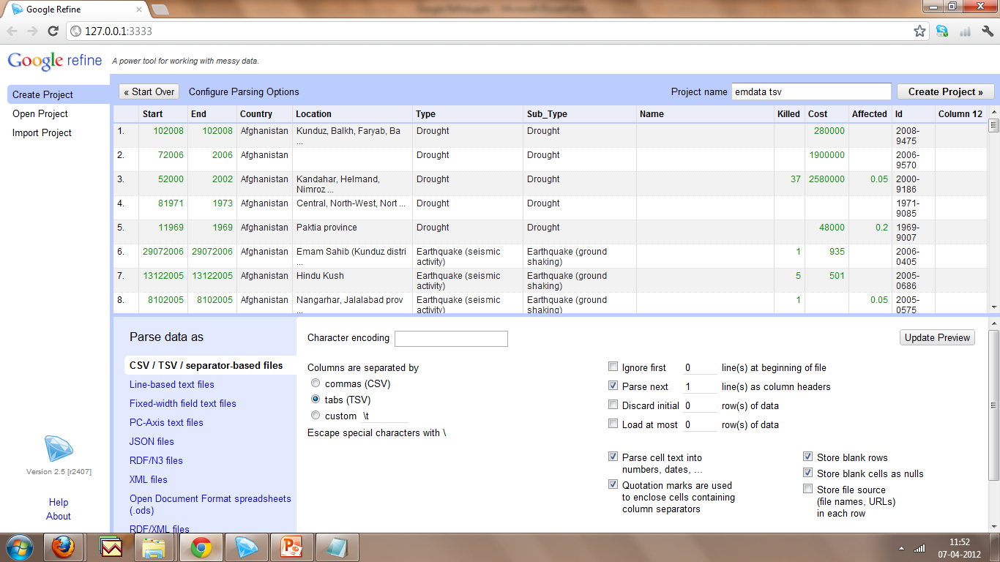 Google Refine
127.0.0.1:3333
Google refine A power tool for working with messy data.
Create Project
Open Project
Import Project
« Start Over Configure Parsing Options Project name emdata tsv Create Project »
Start End Country Location Type Sub_Type Name Killed Cost Affected Id Column 12
1. 102008 102008 Afghanistan Kunduz, Balkh, Faryab, Ba Drought Drought 280000 2008-
... 9475
2. 72006 2006 Afghanistan Drought Drought 1900000 2006-
9570
3. 52000 2002 Afghanistan Kandahar, Helmand, Drought Drought 37 2580000 0.05 2000-
Nimroz ... 9186
4. 81971 1973 Afghanistan Central, North-West, Nort ... Drought Drought 1971-
9085
5. 11969 1969 Afghanistan Paktia province Drought Drought 48000 0.2 1969-
9007
6. 29072006 29072006 Afghanistan Emam Sahib (Kunduz distri Earthquake (seismic Earthquake (ground 1 935 2006-
... activity) shaking) 0405
7. 13122005 13122005 Afghanistan Hindu Kush Earthquake (seismic Earthquake (ground 5 501 2005-
activity) shaking) 0686
8. 8102005 8102005 Afghanistan Nangarhar, Jalalabad prov Earthquake (seismic Earthquake (ground 1 0.05 2005-
... activity) shaking) 0575
Parse data as
CSV / TSV / separator-based files
Line-based text files
Fixed-width field text files
PC-Axis text files
JSON files
RDF/N3 files
XML files
Open Document Format spreadsheets
(.ods)
RDF/XML files
Character encoding
Update Preview
Columns are separated by
commas (CSV)
tabs (TSV)
custom \t
Escape special characters with \
Ignore first 0 line(s) at beginning of file
Parse next 1 line(s) as column headers
Discard initial 0 row(s) of data
Load at most 0 row(s) of data
Parse cell text into
numbers, dates, ...
Quotation marks are used
to enclose cells containing
column separators
Store blank rows
Store blank cells as nulls
Store file source
(file names, URLs)
in each row
Version 2.5 [r2407]
Help
About
11:52
07-04-2012